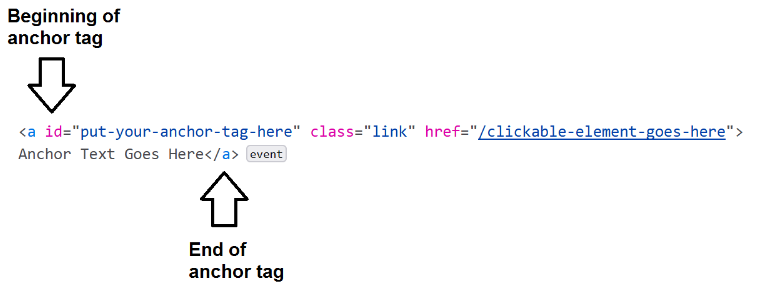 Beginning of
anchor tag
<a id="put-your-anchor-tag-here" class="link" href="/clickable-element-goes-here">
Anchor Text Goes Here</a> event
End of
anchor tag